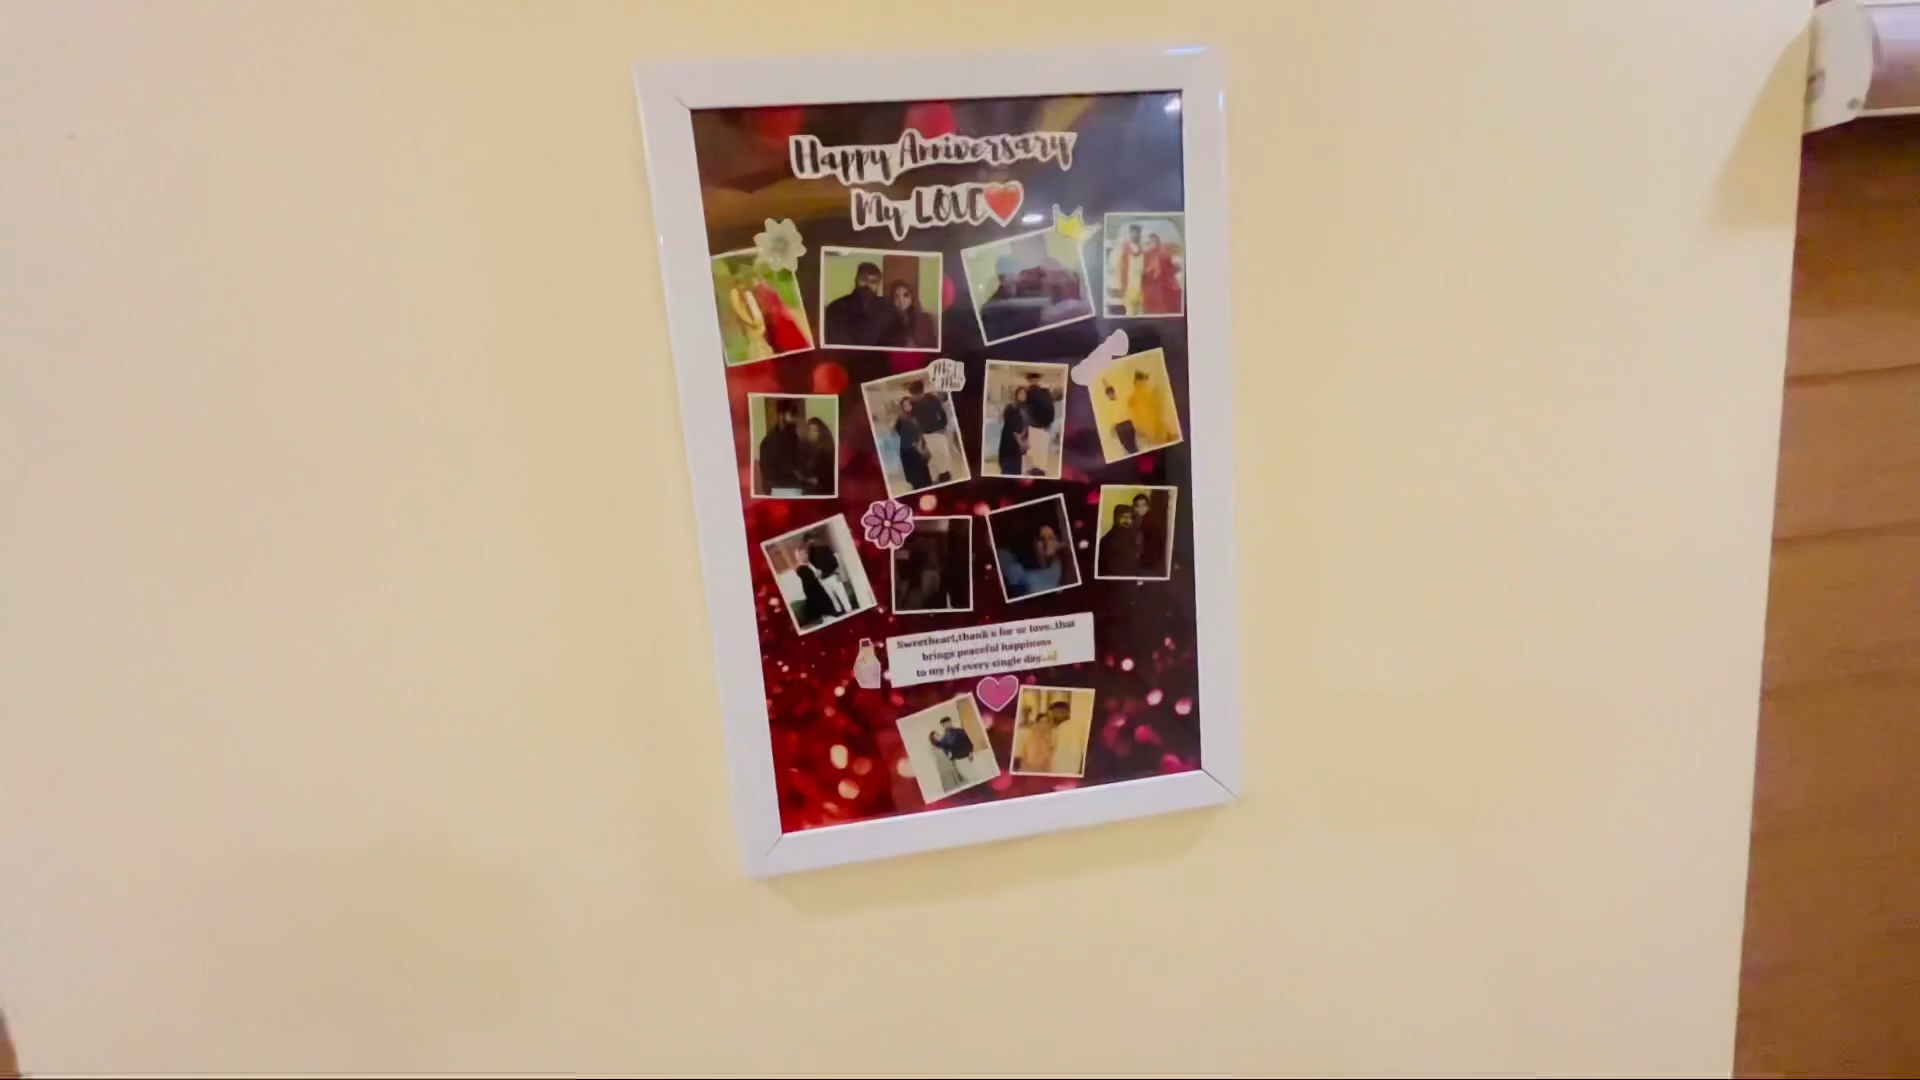 Happy Anniversary
My LOVE❤️
Sweetheart,thank u for ur love..that
brings peaceful happiness
to my lyf every single day...